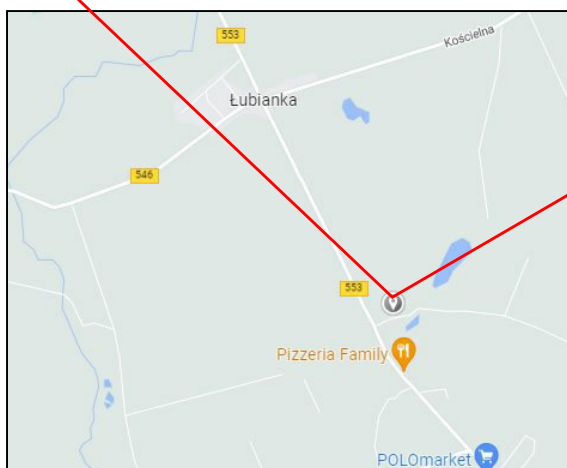 553
Kościelna
Łubianka
546
553
Pizzeria Family
POLOmarket